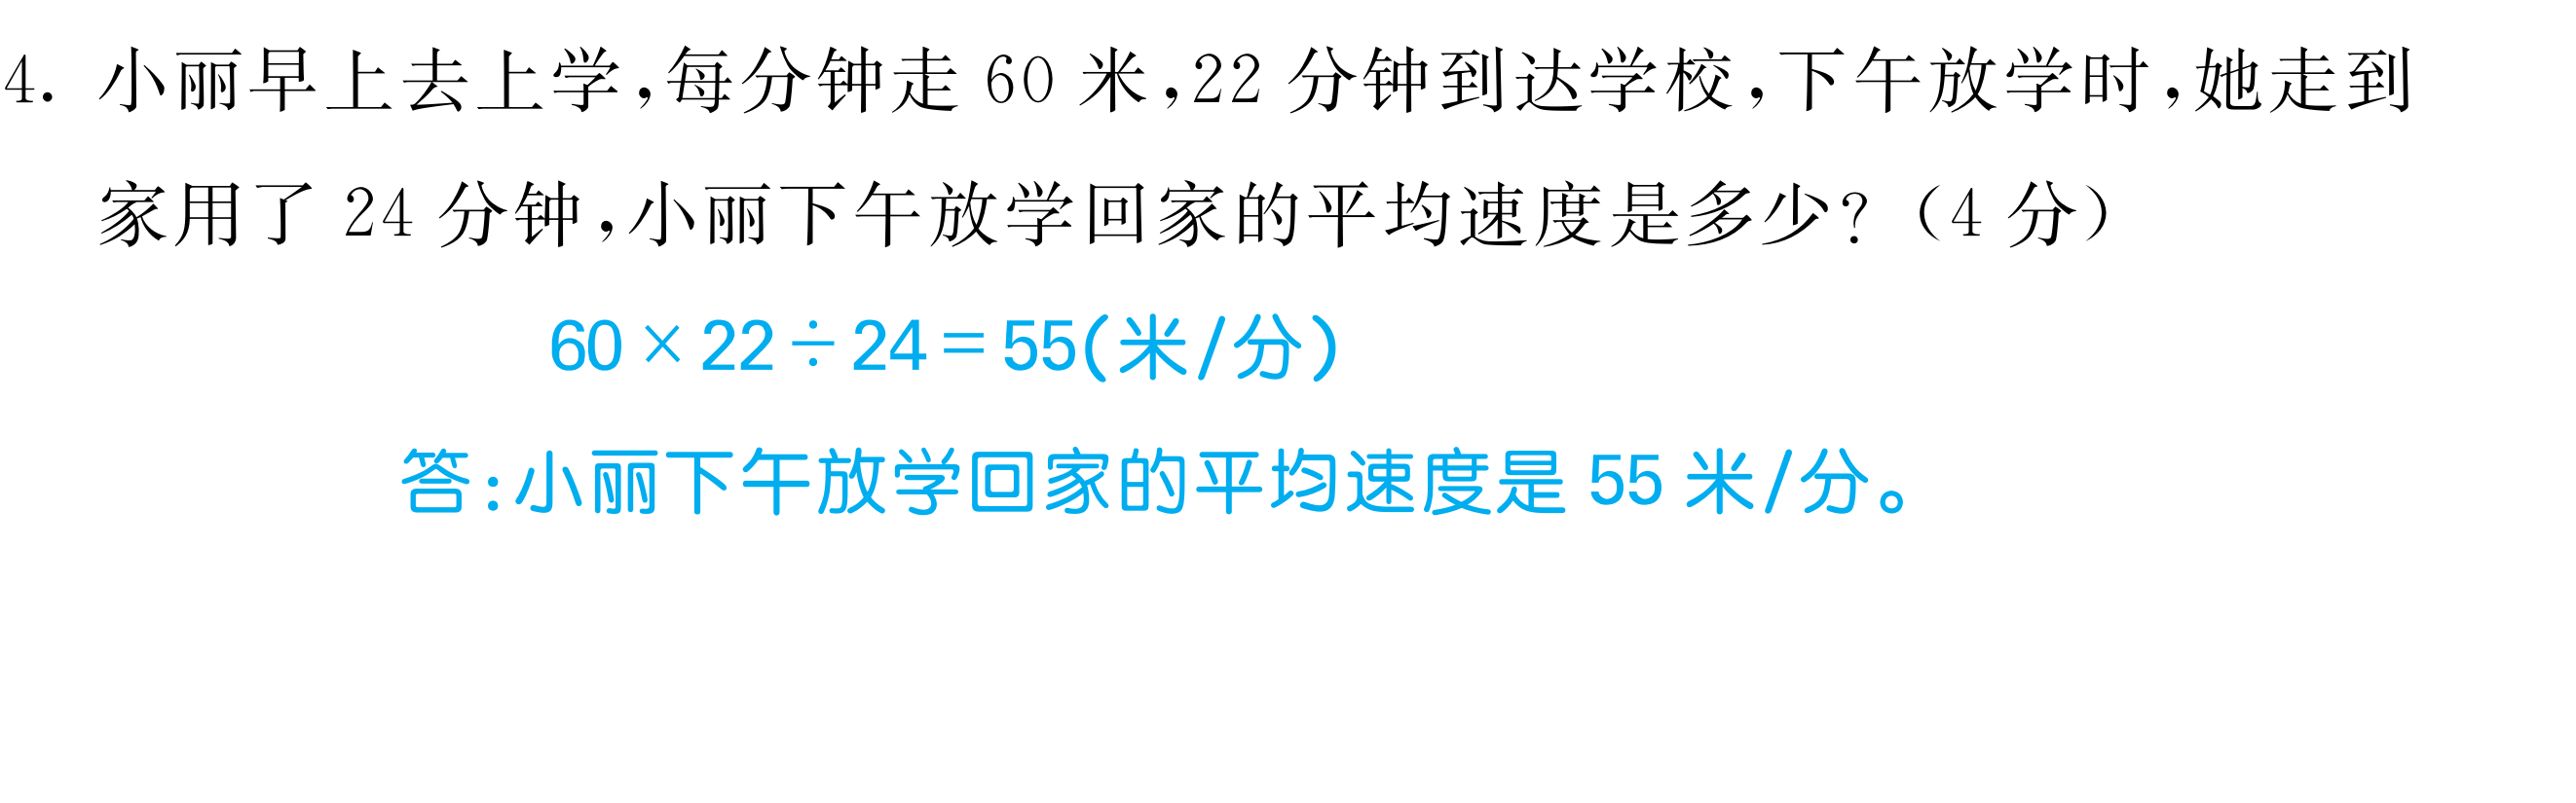 4. 小丽早上去上学,每分钟走 60 米,22 分钟到达学校,下午放学时,她走到
家用了 24 分钟,小丽下午放学回家的平均速度是多少?(4 分)
60×22÷24=55(米/分)
答:小丽下午放学回家的平均速度是 55 米/分。